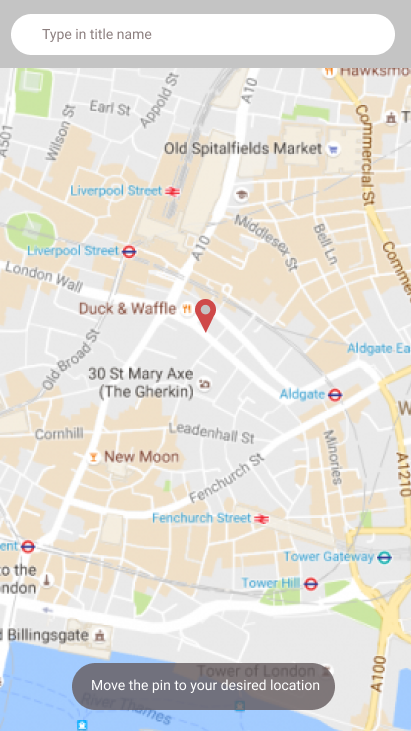 Type in title name
Hawksmo
Earl St
Appold St
A10
Wilson St
A501
Commercial St
T
Old Spitalfields Market
Liverpool Street
Middlesex St
Bell Ln
A10
Liverpool Street
Comme
London Wall
Duck & Waffle
Old Broad St
Aldgate Ea
30 St Mary Axe
(The Gherkin)
Aldgate
W
Cornhill
Leadenhall St
Minories
New Moon
A1210
Fenchurch St
Fenchurch Street
ent
Tower Gateway
to the
ndon
Tower Hill
d Billingsgate
Tower of London
A100
Move the pin to your desired location
River Thames